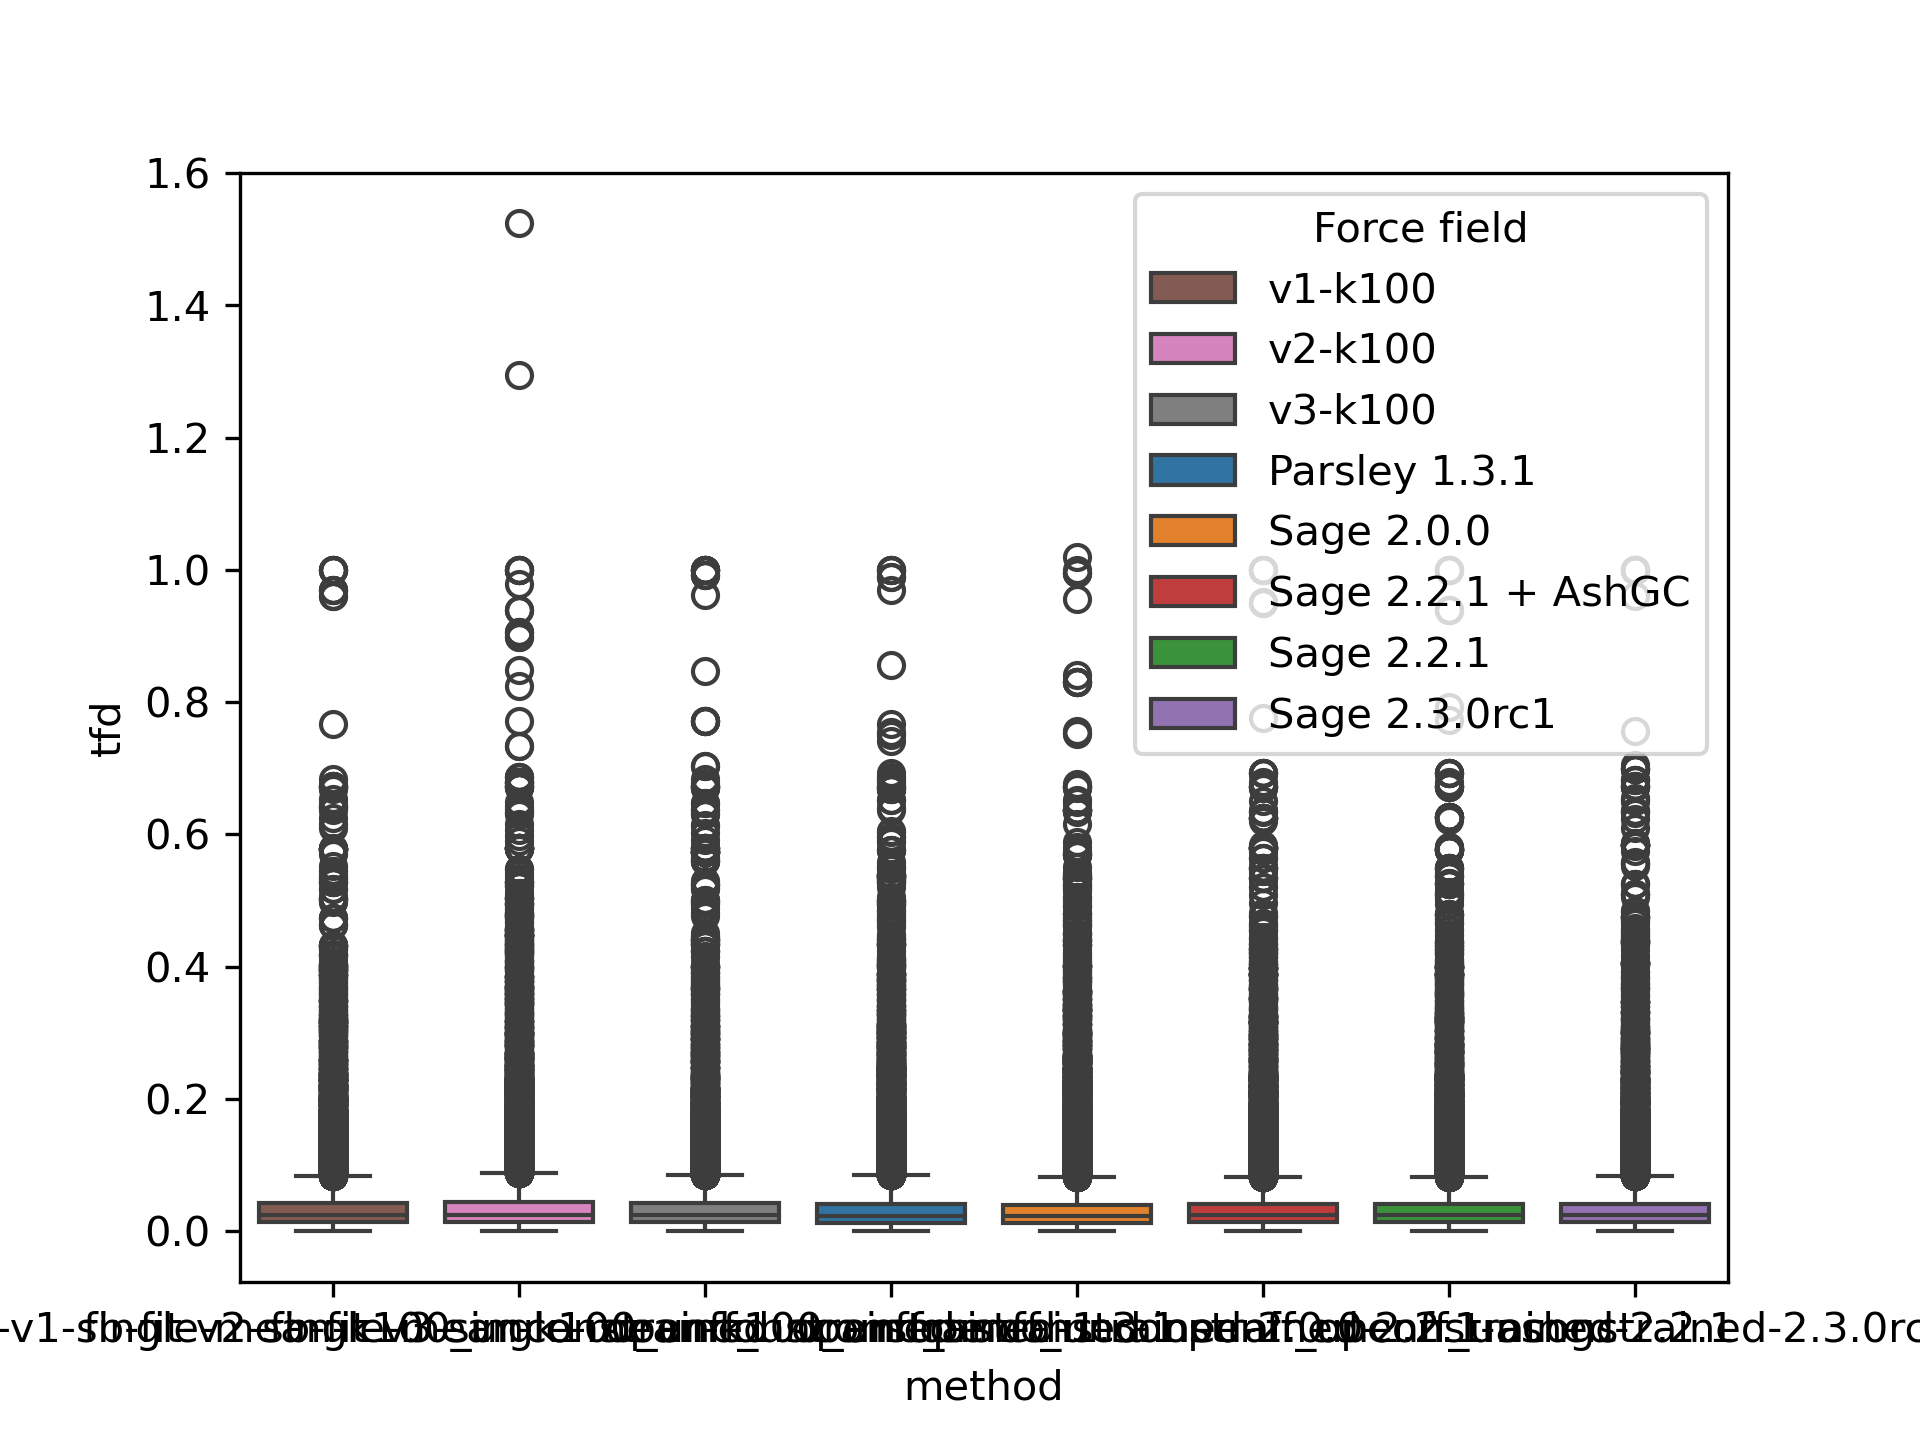 1.6
1.4
1.2
1.0
0.8
0.6
0.4
0.2
0.0
tfd
Force field
v1-k100
v2-k100
v3-k100
Parsley 1.3.1
Sage 2.0.0
Sage 2.2.1 + AshGC
Sage 2.2.1
Sage 2.3.0rc1
method